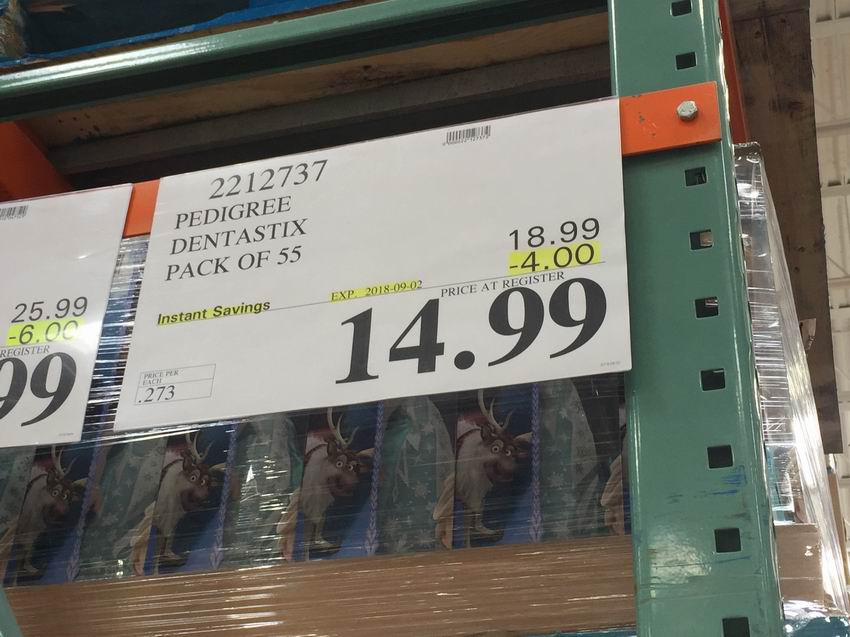 2212737
PEDIGREE
DENTASTIX
PACK OF 55
18.99
-4.00
Instant Savings
EXP. 2018-09-02
PRICE AT REGISTER
14.99
PRICE PER
EACH
.273
25.99
-6.00
REGISTER
99